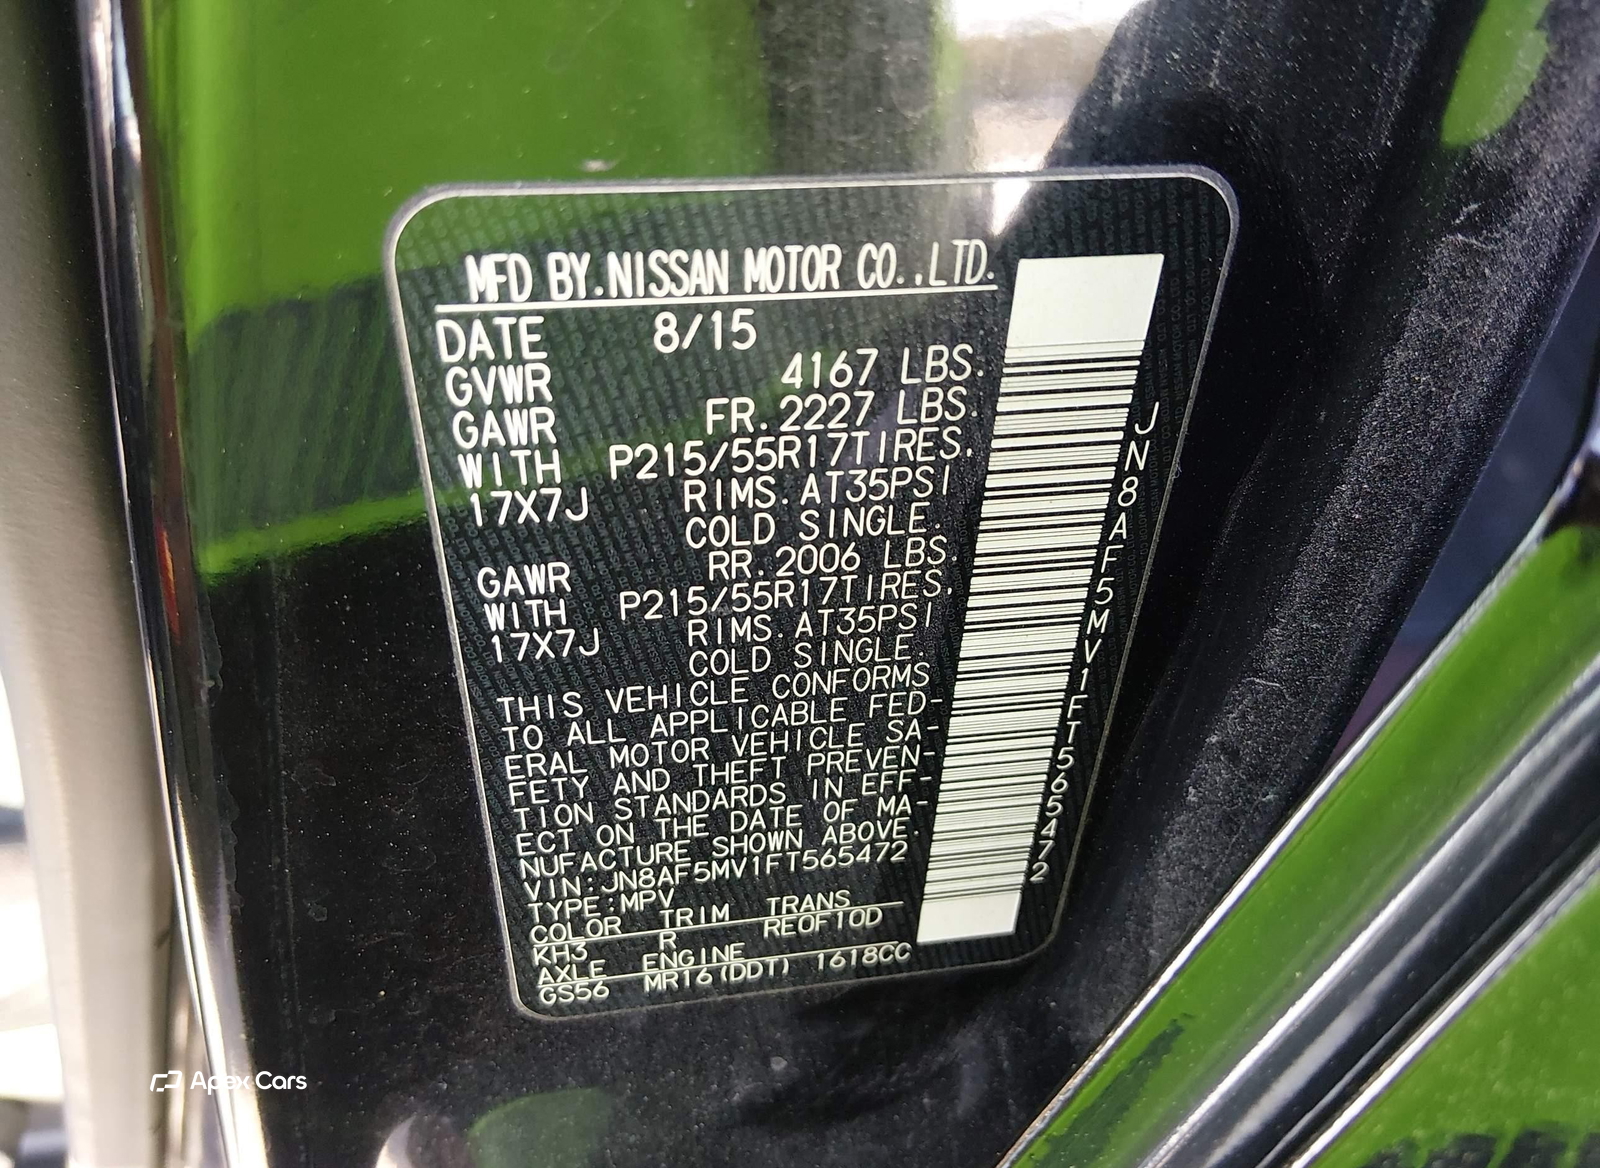 MFD BY.NISSAN MOTOR CO.,LTD.
DATE 8/15
GVWR 4167 LBS.
GAWR FR.2227 LBS.
WITH P215/55R17TIRES.
17X7J RIMS.AT35PSI
COLD SINGLE.
GAWR RR.2006 LBS.
WITH P215/55R17TIRES.
17X7J RIMS.AT35PSI
COLD SINGLE.
THIS VEHICLE CONFORMS
TO ALL APPLICABLE FED-
ERAL MOTOR VEHICLE SA-
FETY AND THEFT PREVEN-
TION STANDARDS IN EFF-
ECT ON THE DATE OF MA-
NUFACTURE SHOWN ABOVE.
VIN:JN8AF5MV1FT565472
TYPE:MPV
COLOR TRIM TRANS
KH3 R RE0F10D
AXLE ENGINE
GS56 MR16(DDT) 1618CC
JN8AF5MV1FT565472
Apex Cars